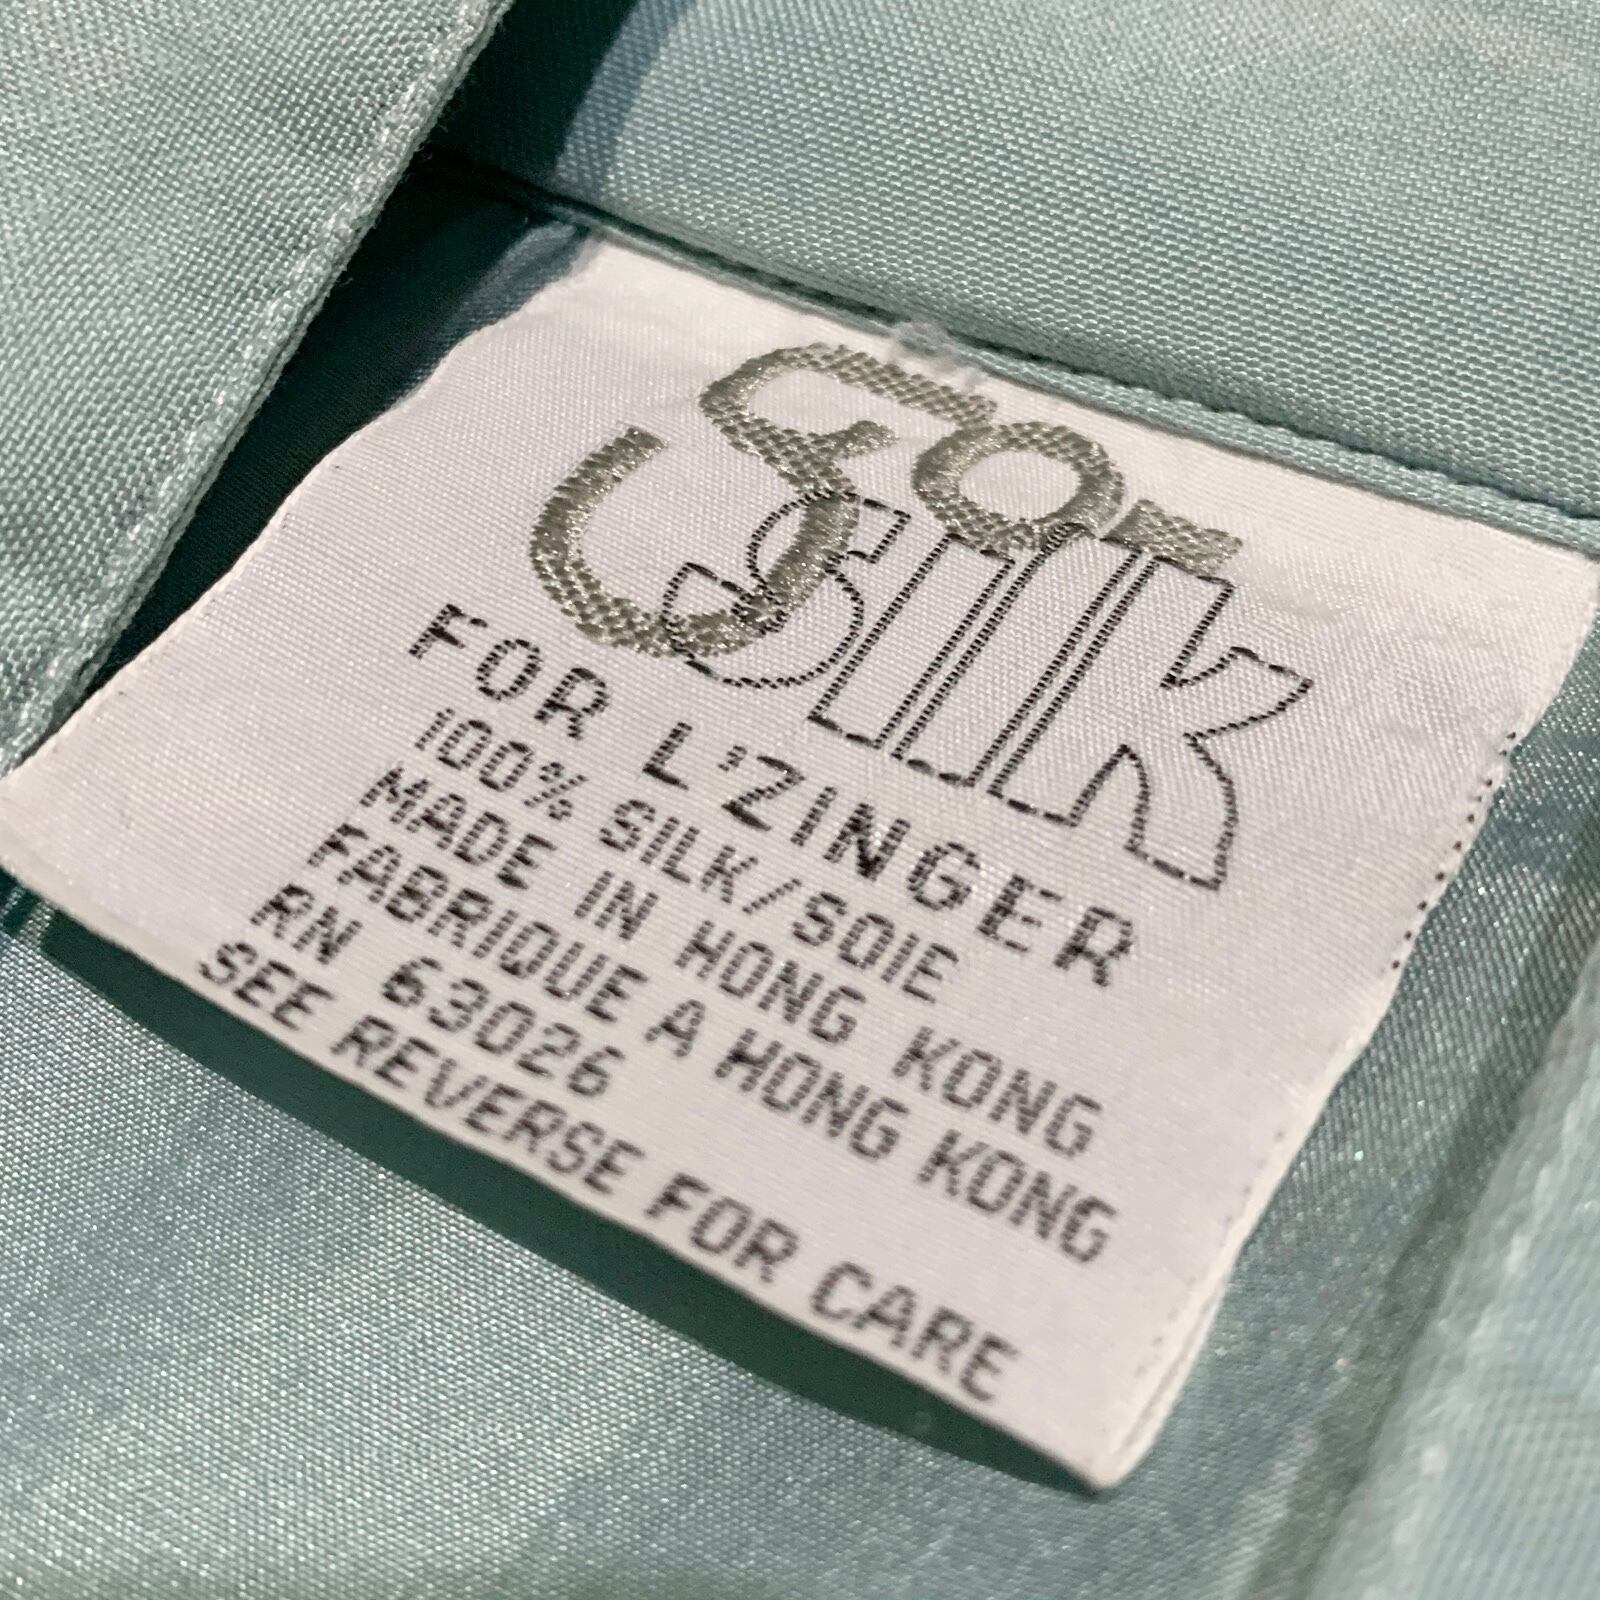 So-
Silk
FOR L'ZINGER
100% SILK/SOIE
MADE IN HONG KONG
FABRIQUE A HONG KONG
RN 63026
SEE REVERSE FOR CARE